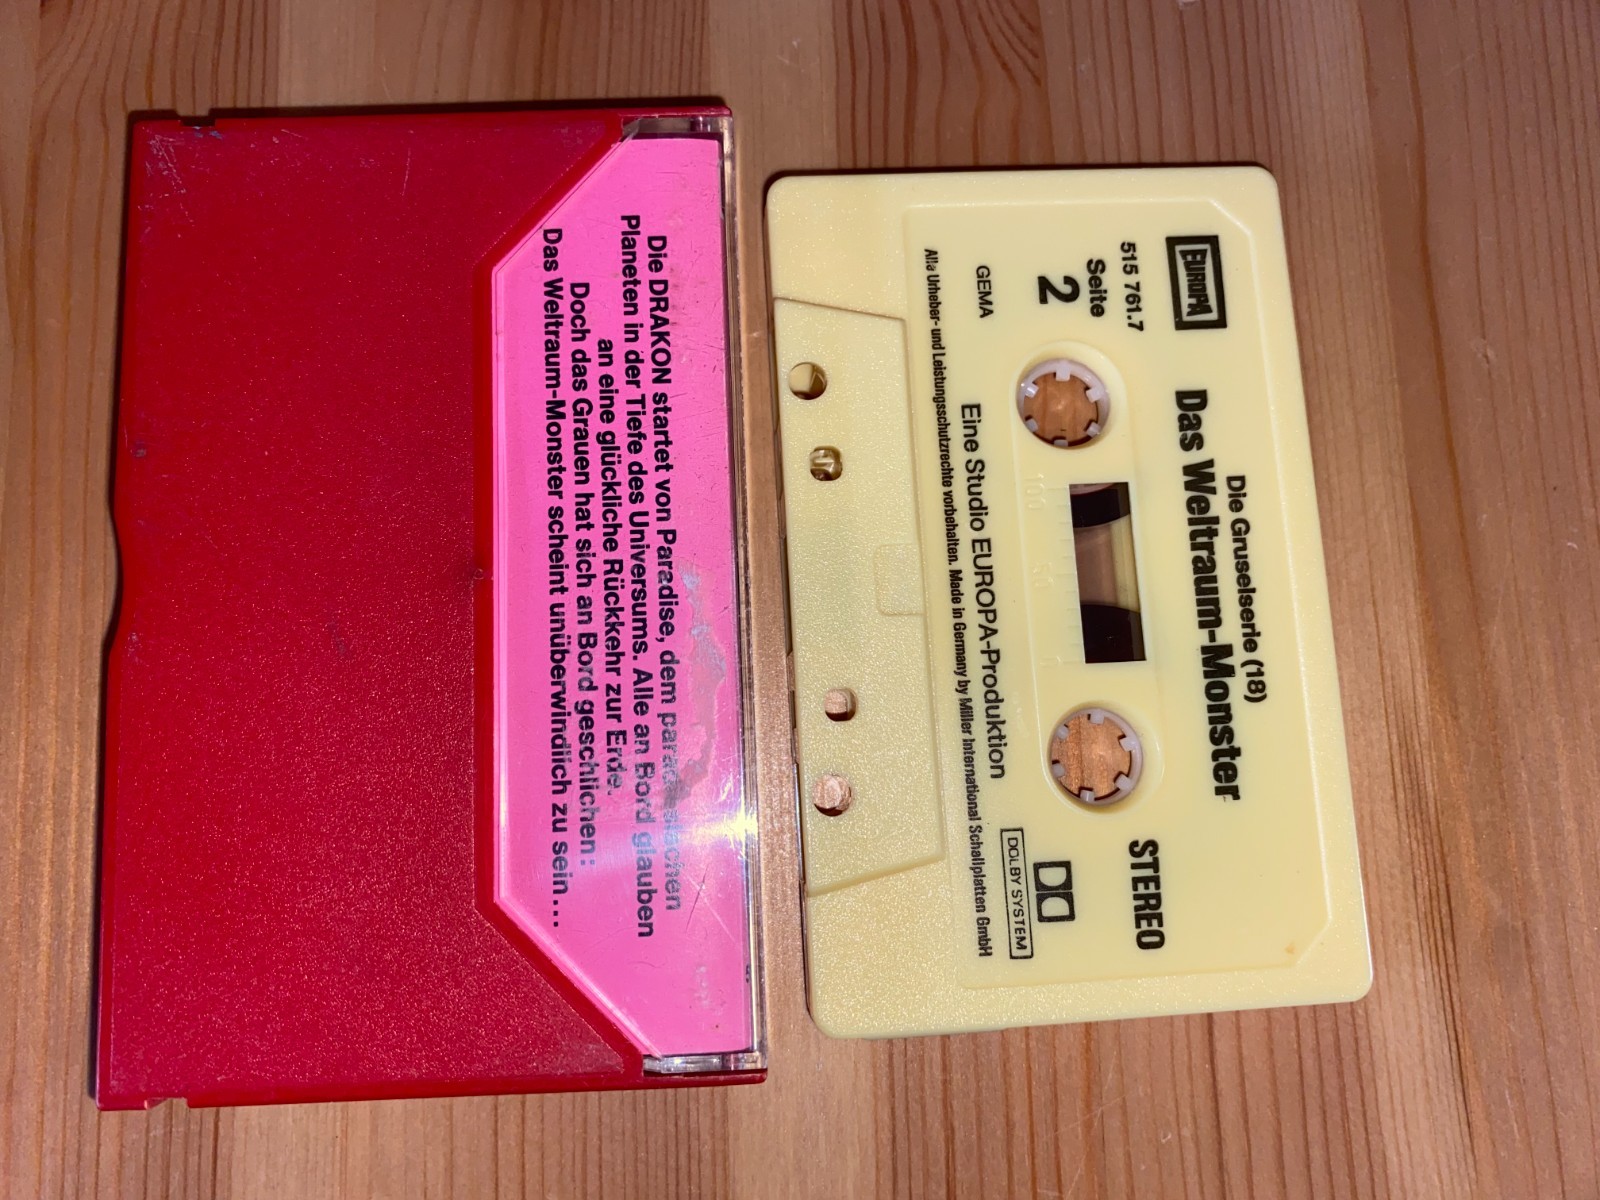 Die DRAKON startet von Paradise, dem paradiesischen
Planeten in der Tiefe des Universums. Alle an Bord glauben
an eine glückliche Rückkehr zur Erde.
Doch das Grauen hat sich an Bord geschlichen:
Das Weltraum-Monster scheint unüberwindlich zu sein...
EUROPA
Die Gruselserie (18)
Das Weltraum-Monster
515 761.7
Seite
2
STEREO
100 50
GEMA
Eine Studio EUROPA-Produktion
DOLBY SYSTEM
Alle Urheber- und Leistungsschutzrechte vorbehalten. Made in Germany by Miller International Schallplatten GmbH